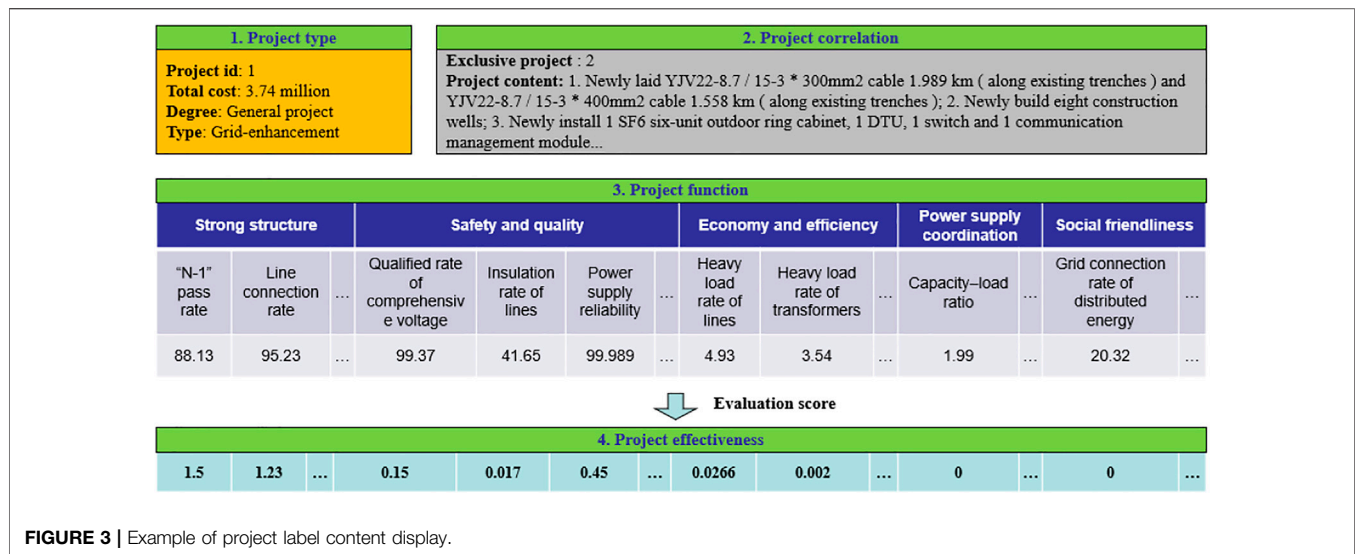 1. Project type
Project id: 1
Total cost: 3.74 million
Degree: General project
Type: Grid-enhancement
2. Project correlation
Exclusive project : 2
Project content: 1. Newly laid YJV22-8.7 / 15-3 * 300mm2 cable 1.989 km ( along existing trenches ) and
YJV22-8.7 / 15-3 * 400mm2 cable 1.558 km ( along existing trenches ); 2. Newly build eight construction
wells; 3. Newly install 1 SF6 six-unit outdoor ring cabinet, 1 DTU, 1 switch and 1 communication
management module...
3. Project function
Strong structure Safety and quality Economy and efficiency Power supply
coordination Social friendliness
“N-1”
pass
rate
Line
connection
rate
...
Qualified rate
of
comprehensiv
e voltage
Insulation
rate of
lines
Power
supply
reliability
...
Heavy
load
rate of
lines
Heavy load
rate of
transformers
...
Capacity–load
ratio
...
Grid connection
rate of
distributed
energy
...
88.13 95.23 ... 99.37 41.65 99.989 ... 4.93 3.54 ... 1.99 ... 20.32 ...
Evaluation score
4. Project effectiveness
1.5 1.23 ... 0.15 0.017 0.45 ... 0.0266 0.002 ... 0 ... 0 ...
FIGURE 3 | Example of project label content display.